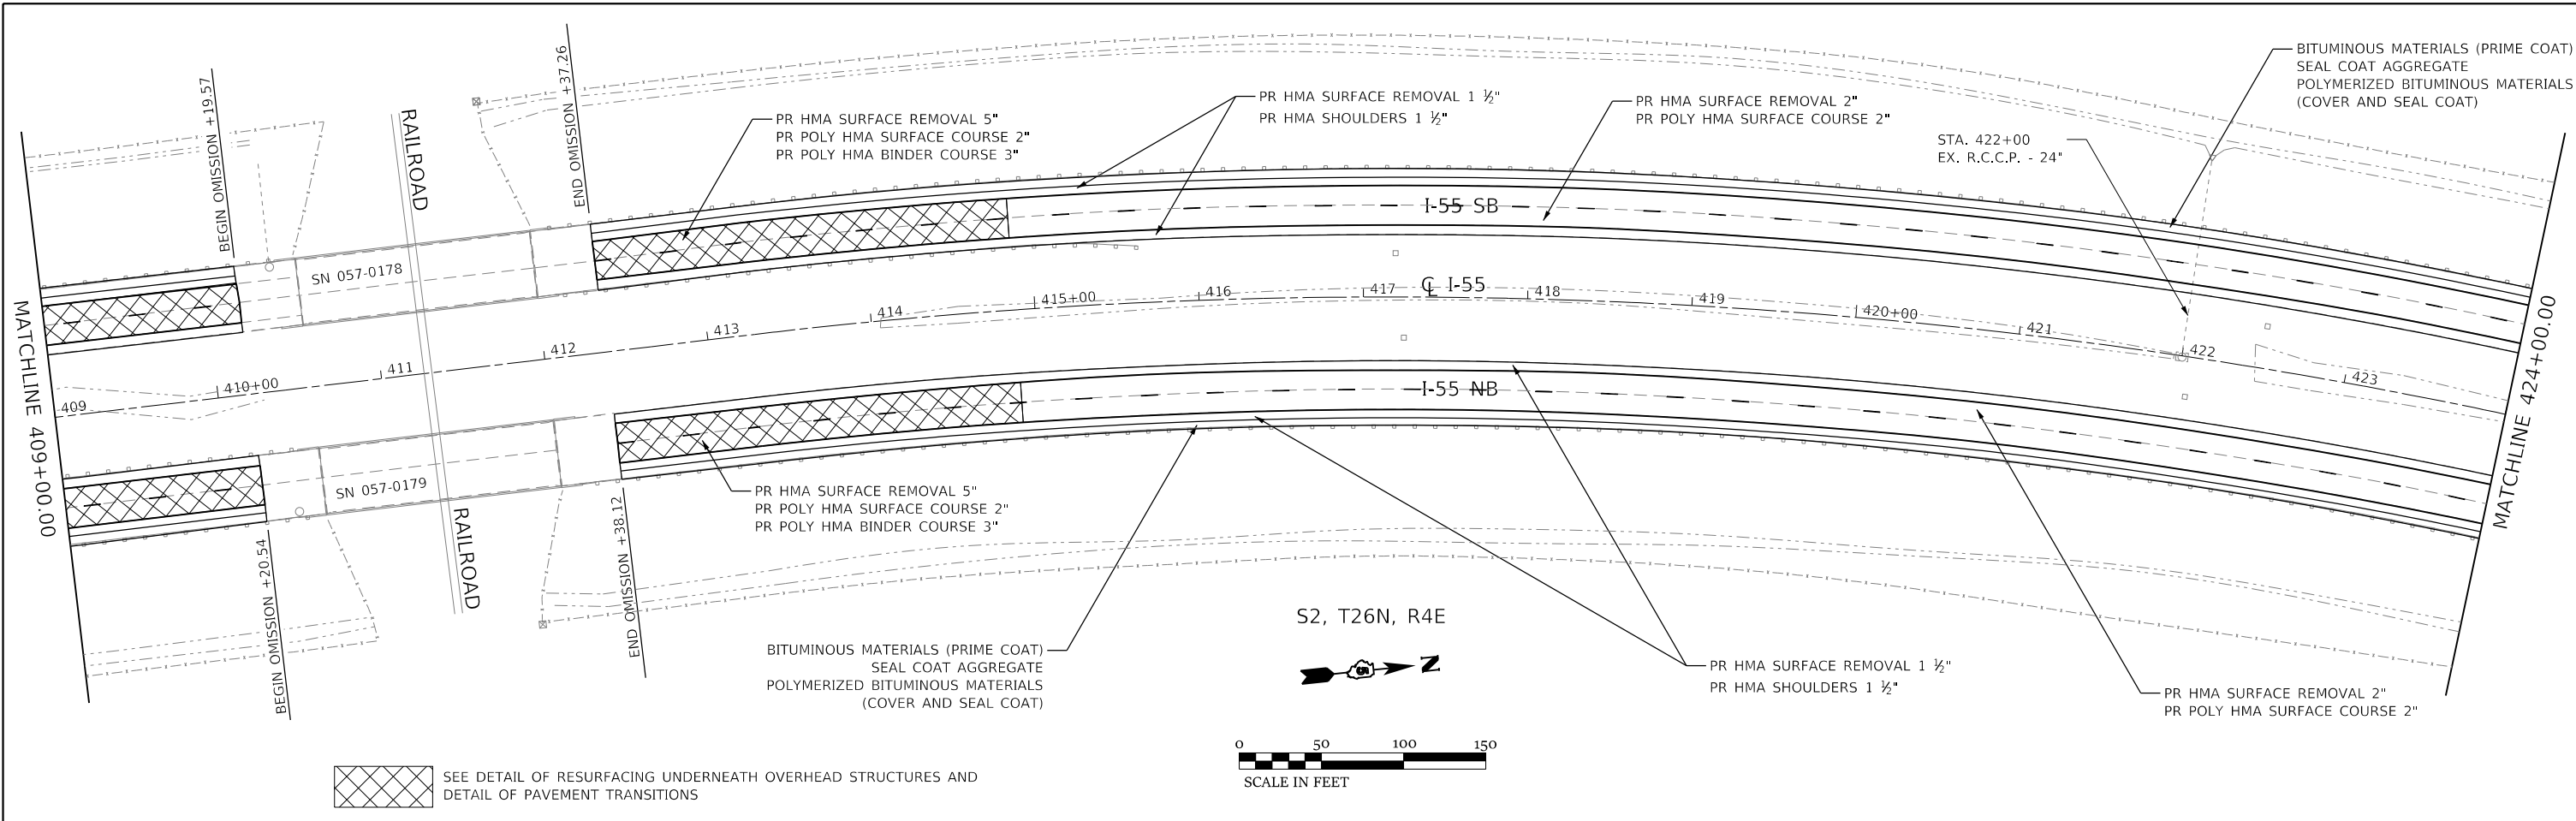 BEGIN OMISSION +19.57
RAILROAD
END OMISSION +37.26
PR HMA SURFACE REMOVAL 5"
PR POLY HMA SURFACE COURSE 2"
PR POLY HMA BINDER COURSE 3"
PR HMA SURFACE REMOVAL 1 ½"
PR HMA SHOULDERS 1 ½"
PR HMA SURFACE REMOVAL 2"
PR POLY HMA SURFACE COURSE 2"
BITUMINOUS MATERIALS (PRIME COAT)
SEAL COAT AGGREGATE
POLYMERIZED BITUMINOUS MATERIALS
(COVER AND SEAL COAT)
STA. 422+00
EX. R.C.C.P. - 24"
I-55 SB
SN 057-0178
℄ I-55
MATCHLINE 409+00.00
409
410+00
411
412
413
414
415+00
416
417
418
419
420+00
421
422
423
MATCHLINE 424+00.00
I-55 NB
SN 057-0179
RAILROAD
BEGIN OMISSION +20.54
END OMISSION +38.12
PR HMA SURFACE REMOVAL 5"
PR POLY HMA SURFACE COURSE 2"
PR POLY HMA BINDER COURSE 3"
BITUMINOUS MATERIALS (PRIME COAT)
SEAL COAT AGGREGATE
POLYMERIZED BITUMINOUS MATERIALS
(COVER AND SEAL COAT)
S2, T26N, R4E
N
PR HMA SURFACE REMOVAL 1 ½"
PR HMA SHOULDERS 1 ½"
PR HMA SURFACE REMOVAL 2"
PR POLY HMA SURFACE COURSE 2"
0 50 100 150
SCALE IN FEET
SEE DETAIL OF RESURFACING UNDERNEATH OVERHEAD STRUCTURES AND
DETAIL OF PAVEMENT TRANSITIONS